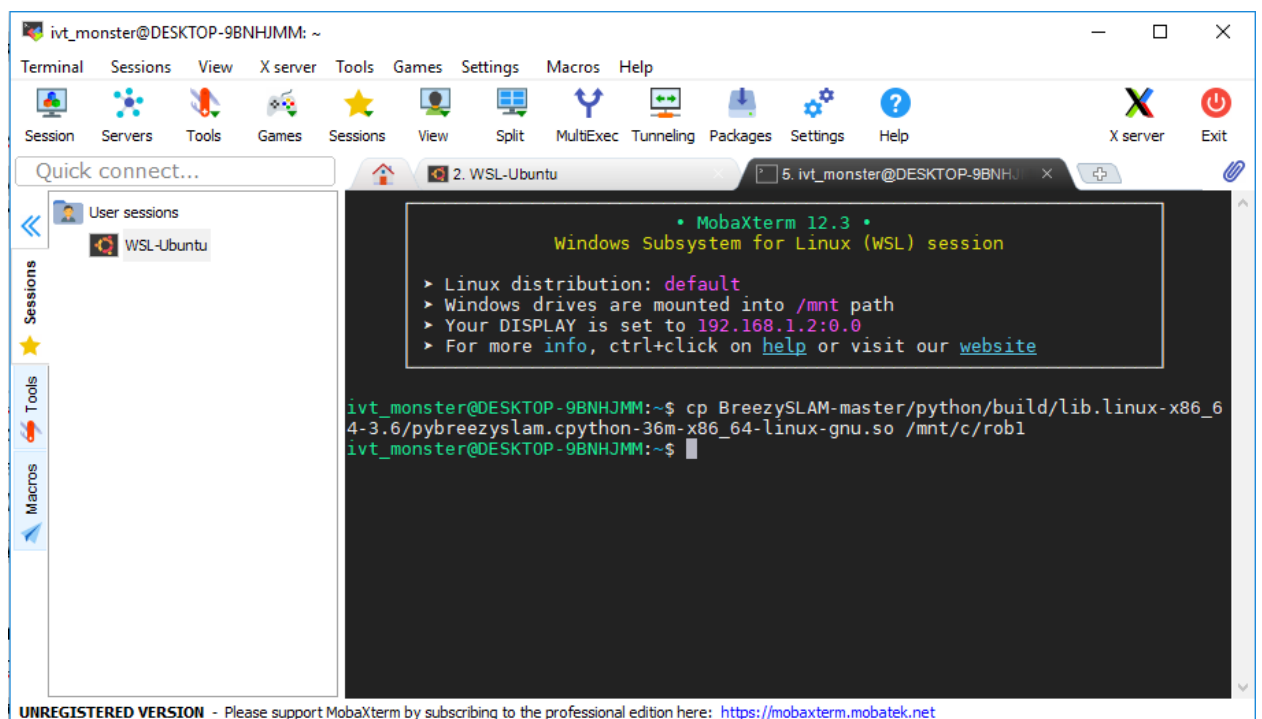 ivt_monster@DESKTOP-9BNHJMM: ~
Terminal Sessions View X server Tools Games Settings Macros Help
Session Servers Tools Games Sessions View Split MultiExec Tunneling Packages Settings Help X server Exit
Quick connect...
2. WSL-Ubuntu
5. ivt_monster@DESKTOP-9BNHJ
User sessions
WSL-Ubuntu
Sessions
Tools
Macros
• MobaXterm 12.3 •
Windows Subsystem for Linux (WSL) session
➤ Linux distribution: default
➤ Windows drives are mounted into /mnt path
➤ Your DISPLAY is set to 192.168.1.2:0.0
➤ For more info, ctrl+click on help or visit our website
ivt_monster@DESKTOP-9BNHJMM:~$ cp BreezySLAM-master/python/build/lib.linux-x86_6
4-3.6/pybreezyslam.cpython-36m-x86_64-linux-gnu.so /mnt/c/rob1
ivt_monster@DESKTOP-9BNHJMM:~$
UNREGISTERED VERSION - Please support MobaXterm by subscribing to the professional edition here: https://mobaxterm.mobatek.net